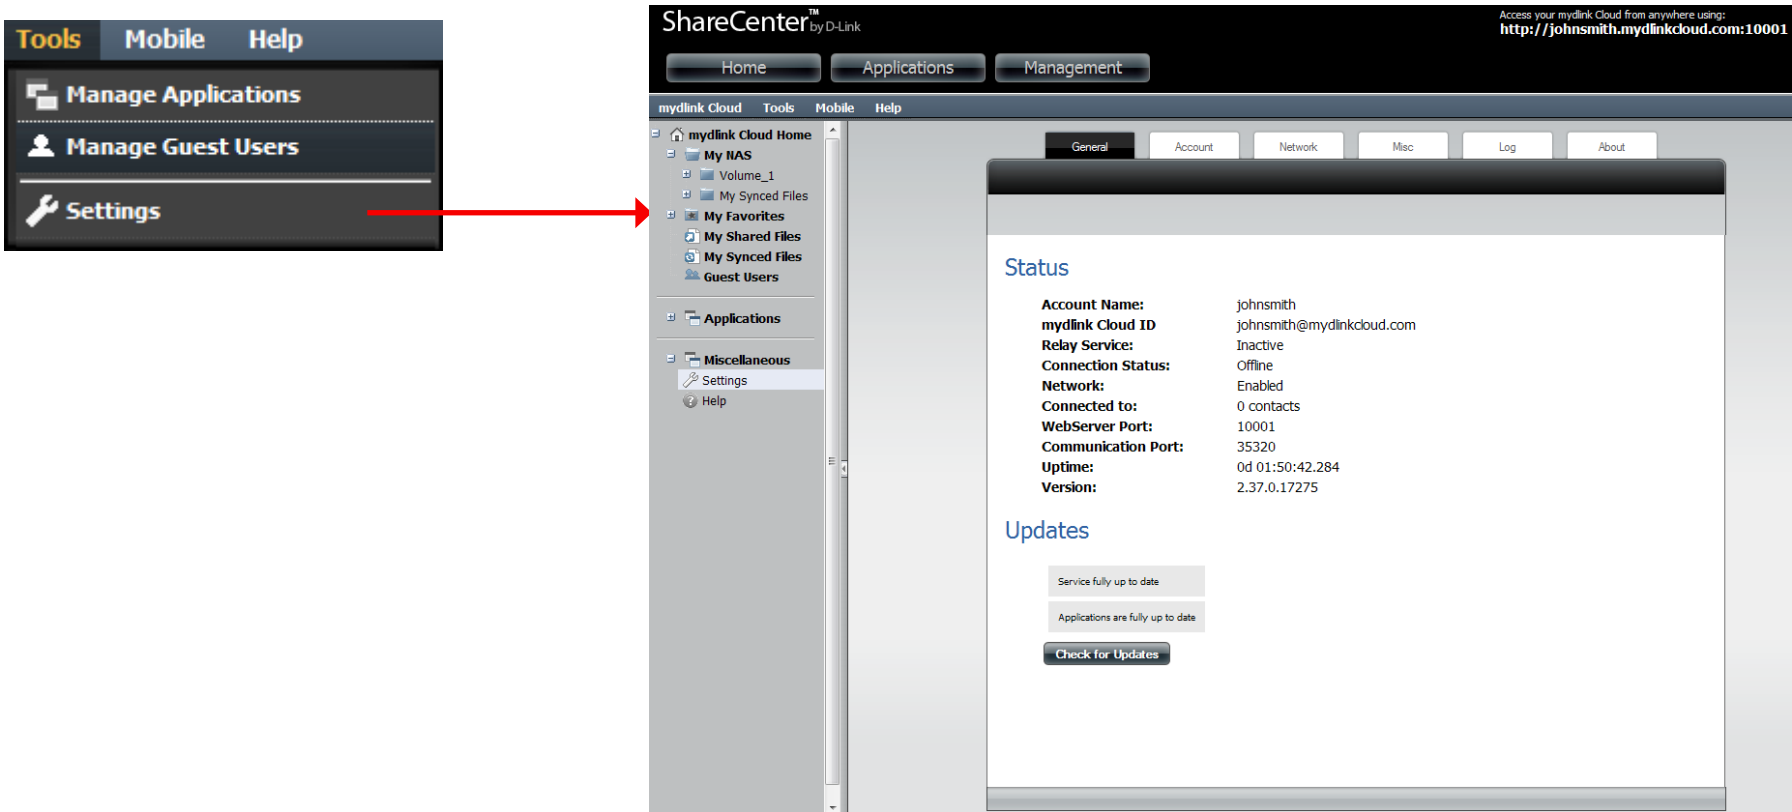 Tools Mobile Help
Manage Applications
Manage Guest Users
Settings
ShareCenter™ by D-Link
Access your mydlink Cloud from anywhere using:
http://johnsmith.mydlinkcloud.com:10001
Home Applications Management
mydlink Cloud Tools Mobile Help
mydlink Cloud Home
My NAS
Volume_1
My Synced Files
My Favorites
My Shared Files
My Synced Files
Guest Users
Applications
Miscellaneous
Settings
Help
General Account Network Misc Log About
Status
Account Name: johnsmith
mydlink Cloud ID johnsmith@mydlinkcloud.com
Relay Service: Inactive
Connection Status: Offline
Network: Enabled
Connected to: 0 contacts
WebServer Port: 10001
Communication Port: 35320
Uptime: 0d 01:50:42.284
Version: 2.37.0.17275
Updates
Service fully up to date
Applications are fully up to date
Check for Updates